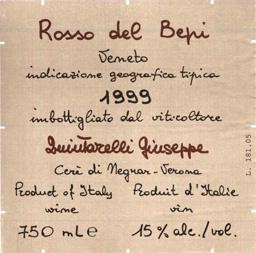 Rosso del Bepi
Veneto
indicazione geografica tipica
1999
imbottigliato dal viticoltore
Quintarelli Giuseppe
Cerè di Negrar - Verona
Product of Italy Produit d'Italie
wine vin
750 mL e 15% alc./vol.
L. 181.05